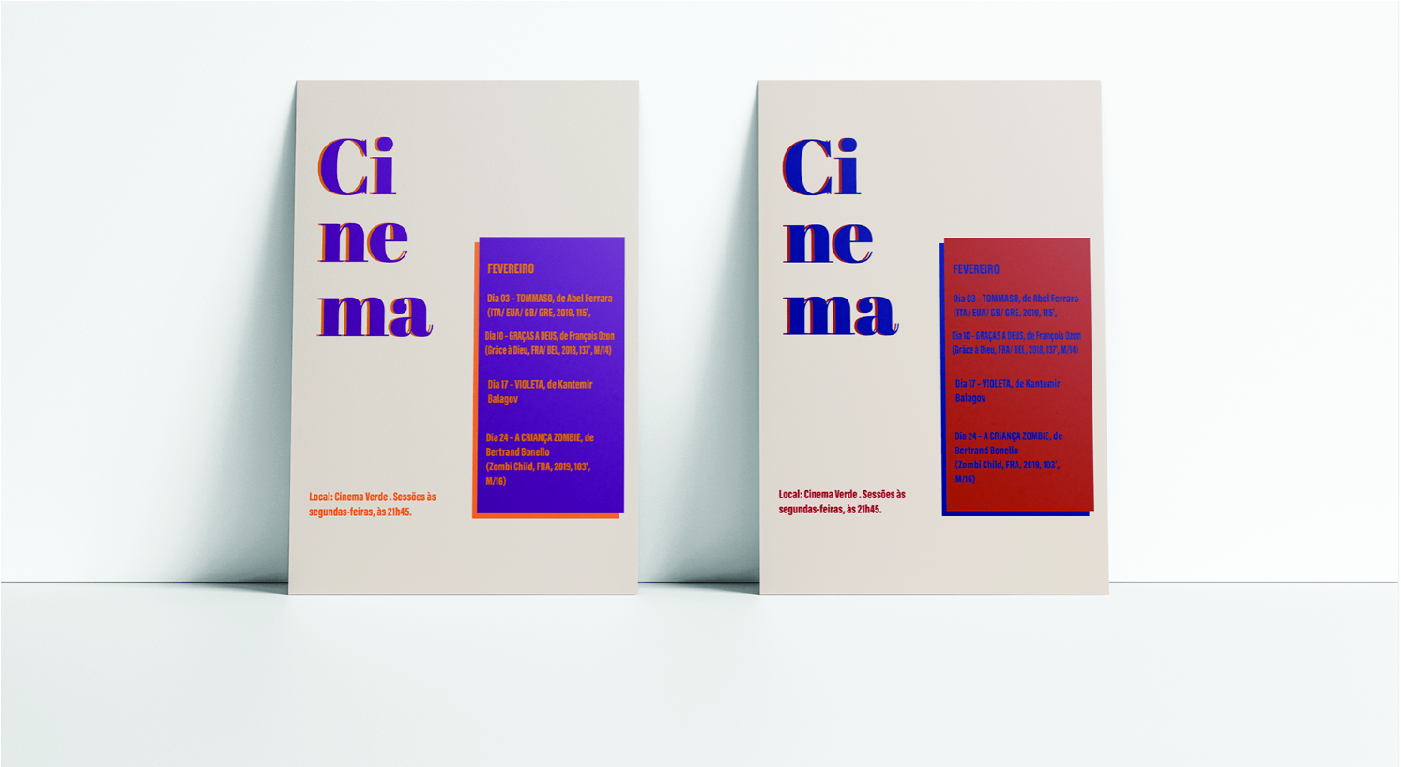 Ci
ne
ma
FEVEREIRO
Dia 03 - TOMMASO, de Abel Ferrara
(ITA/ EUA/ GB/ GRE, 2019, 115',
Dia 10 - GRAÇAS A DEUS, de François Ozon
(Grâce à Dieu, FRA/ BEL, 2018, 137', M/14)
Dia 17 - VIOLETA, de Kantemir
Balagov
Dia 24 - A CRIANÇA ZOMBIE, de
Bertrand Bonello
(Zombi Child, FRA, 2019, 103',
M/16)
Local: Cinema Verde . Sessões às
segundas-feiras, às 21h45.
Ci
ne
ma
FEVEREIRO
Dia 03 - TOMMASO, de Abel Ferrara
(ITA/ EUA/ GB/ GRE, 2019, 115',
Dia 10 - GRAÇAS A DEUS, de François Ozon
(Grâce à Dieu, FRA/ BEL, 2018, 137', M/14)
Dia 17 - VIOLETA, de Kantemir
Balagov
Dia 24 - A CRIANÇA ZOMBIE, de
Bertrand Bonello
(Zombi Child, FRA, 2019, 103',
M/16)
Local: Cinema Verde . Sessões às
segundas-feiras, às 21h45.